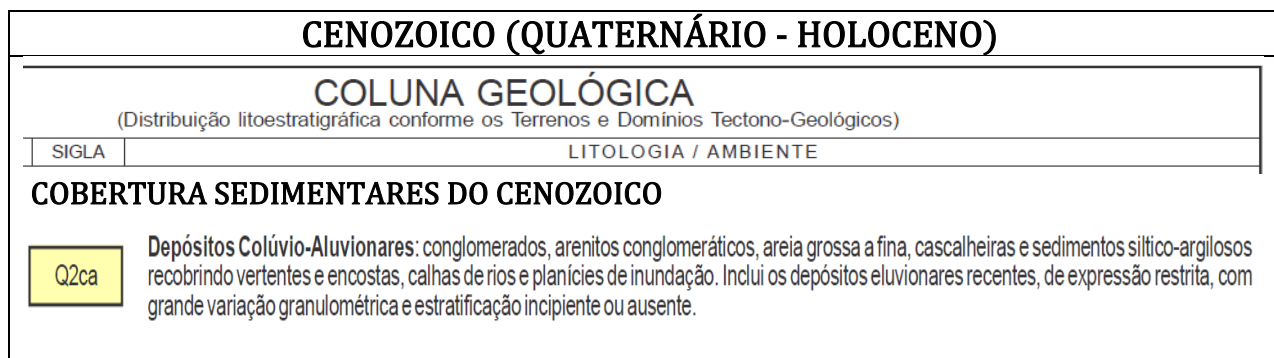 CENOZOICO (QUATERNÁRIO - HOLOCENO)
COLUNA GEOLÓGICA
(Distribuição litoestratigráfica conforme os Terrenos e Domínios Tectono-Geológicos)
SIGLA LITOLOGIA / AMBIENTE
COBERTURA SEDIMENTARES DO CENOZOICO
Q2ca
Depósitos Colúvio-Aluvionares: conglomerados, arenitos conglomeráticos, areia grossa a fina, cascalheiras e sedimentos siltico-argilosos
recobrindo vertentes e encostas, calhas de rios e planícies de inundação. Inclui os depósitos eluvionares recentes, de expressão restrita, com
grande variação granulométrica e estratificação incipiente ou ausente.